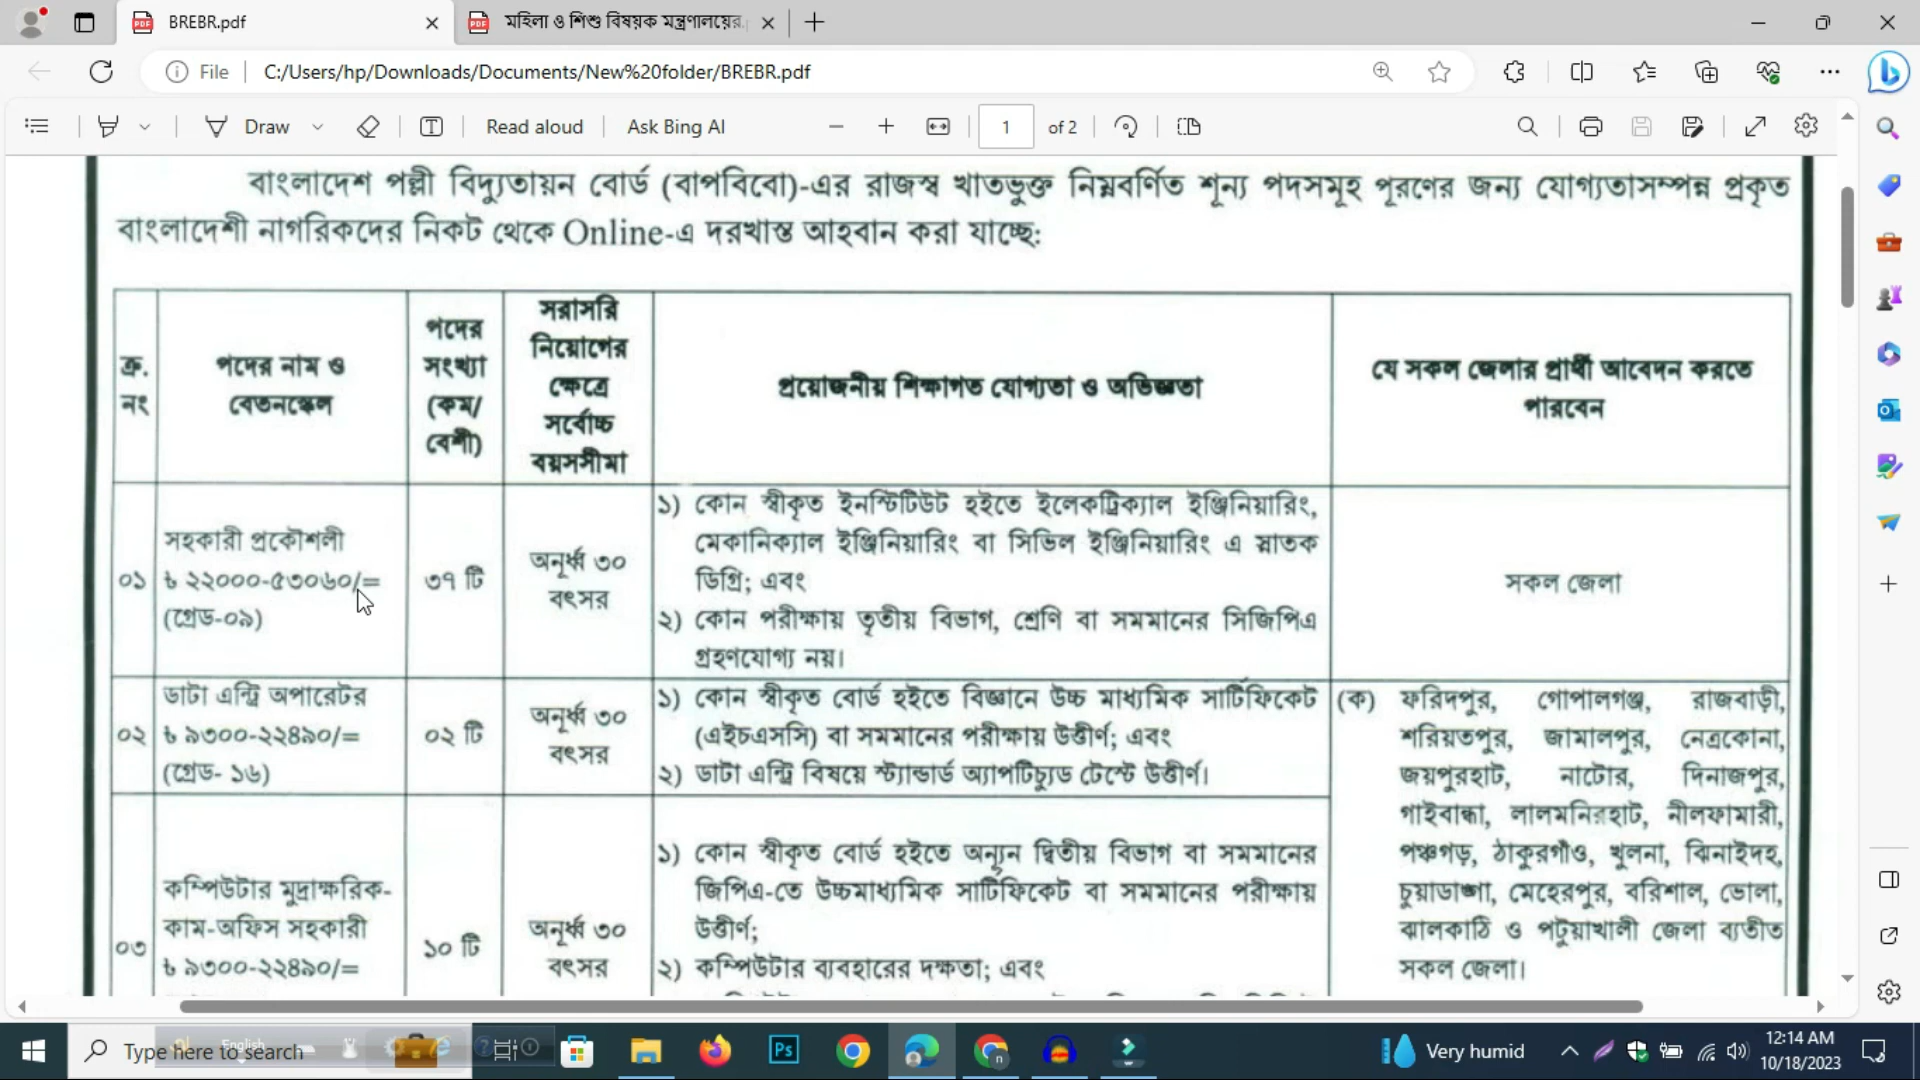 BREBR.pdf
মহিলা ও শিশু বিষয়ক মন্ত্রণালয়ের
File
C:/Users/hp/Downloads/Documents/New%20folder/BREBR.pdf
Draw
Read aloud
Ask Bing AI
1
of 2
বাংলাদেশ পল্লী বিদ্যুতায়ন বোর্ড (বাপবিবো)-এর রাজস্ব খাতভুক্ত নিম্নবর্ণিত শূন্য পদসমূহ পূরণের জন্য যোগ্যতাসম্পন্ন প্রকৃত
বাংলাদেশী নাগরিকদের নিকট থেকে Online-এ দরখাস্ত আহবান করা যাচ্ছে:
ক্র.
নং
পদের নাম ও
বেতনস্কেল
পদের
সংখ্যা
(কম/
বেশী)
সরাসরি
নিয়োগের
ক্ষেত্রে
সর্বোচ্চ
বয়সসীমা
প্রয়োজনীয় শিক্ষাগত যোগ্যতা ও অভিজ্ঞতা
যে সকল জেলার প্রার্থী আবেদন করতে
পারবেন
০১
সহকারী প্রকৌশলী
৳ ২২০০০-৫৩০৬০/=
(গ্রেড-০৯)
৩৭ টি
অনূর্ধ্ব ৩০
বৎসর
১) কোন স্বীকৃত ইনস্টিটিউট হইতে ইলেকট্রিক্যাল ইঞ্জিনিয়ারিং,
মেকানিক্যাল ইঞ্জিনিয়ারিং বা সিভিল ইঞ্জিনিয়ারিং এ স্নাতক
ডিগ্রি; এবং
২) কোন পরীক্ষায় তৃতীয় বিভাগ, শ্রেণি বা সমমানের সিজিপিএ
গ্রহণযোগ্য নয়।
সকল জেলা
০২
ডাটা এন্ট্রি অপারেটর
৳ ৯৩০০-২২৪৯০/=
(গ্রেড- ১৬)
০২ টি
অনূর্ধ্ব ৩০
বৎসর
১) কোন স্বীকৃত বোর্ড হইতে বিজ্ঞানে উচ্চ মাধ্যমিক সার্টিফিকেট
(এইচএসসি) বা সমমানের পরীক্ষায় উত্তীর্ণ; এবং
২) ডাটা এন্ট্রি বিষয়ে স্ট্যান্ডার্ড অ্যাপটিচ্যুড টেস্টে উত্তীর্ণ।
(ক) ফরিদপুর, গোপালগঞ্জ, রাজবাড়ী,
শরিয়তপুর, জামালপুর, নেত্রকোনা,
জয়পুরহাট, নাটোর, দিনাজপুর,
গাইবান্ধা, লালমনিরহাট, নীলফামারী,
পঞ্চগড়, ঠাকুরগাঁও, খুলনা, ঝিনাইদহ,
চুয়াডাঙ্গা, মেহেরপুর, বরিশাল, ভোলা,
ঝালকাঠি ও পটুয়াখালী জেলা ব্যতীত
সকল জেলা।
০৩
কম্পিউটার মুদ্রাক্ষরিক-
কাম-অফিস সহকারী
৳ ৯৩০০-২২৪৯০/=
১০ টি
অনূর্ধ্ব ৩০
বৎসর
১) কোন স্বীকৃত বোর্ড হইতে অন্যূন দ্বিতীয় বিভাগ বা সমমানের
জিপিএ-তে উচ্চমাধ্যমিক সার্টিফিকেট বা সমমানের পরীক্ষায়
উত্তীর্ণ;
২) কম্পিউটার ব্যবহারের দক্ষতা; এবং
Type here to search
English
Ps
Very humid
12:14 AM
10/18/2023